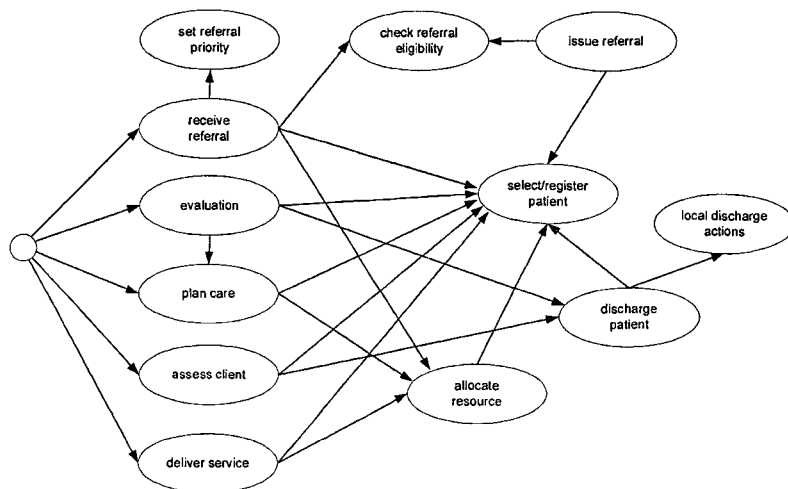 set referral
priority
check referral
eligibility
issue referral
receive
referral
select/register
patient
evaluation
local discharge
actions
plan care
discharge
patient
assess client
allocate
resource
deliver service